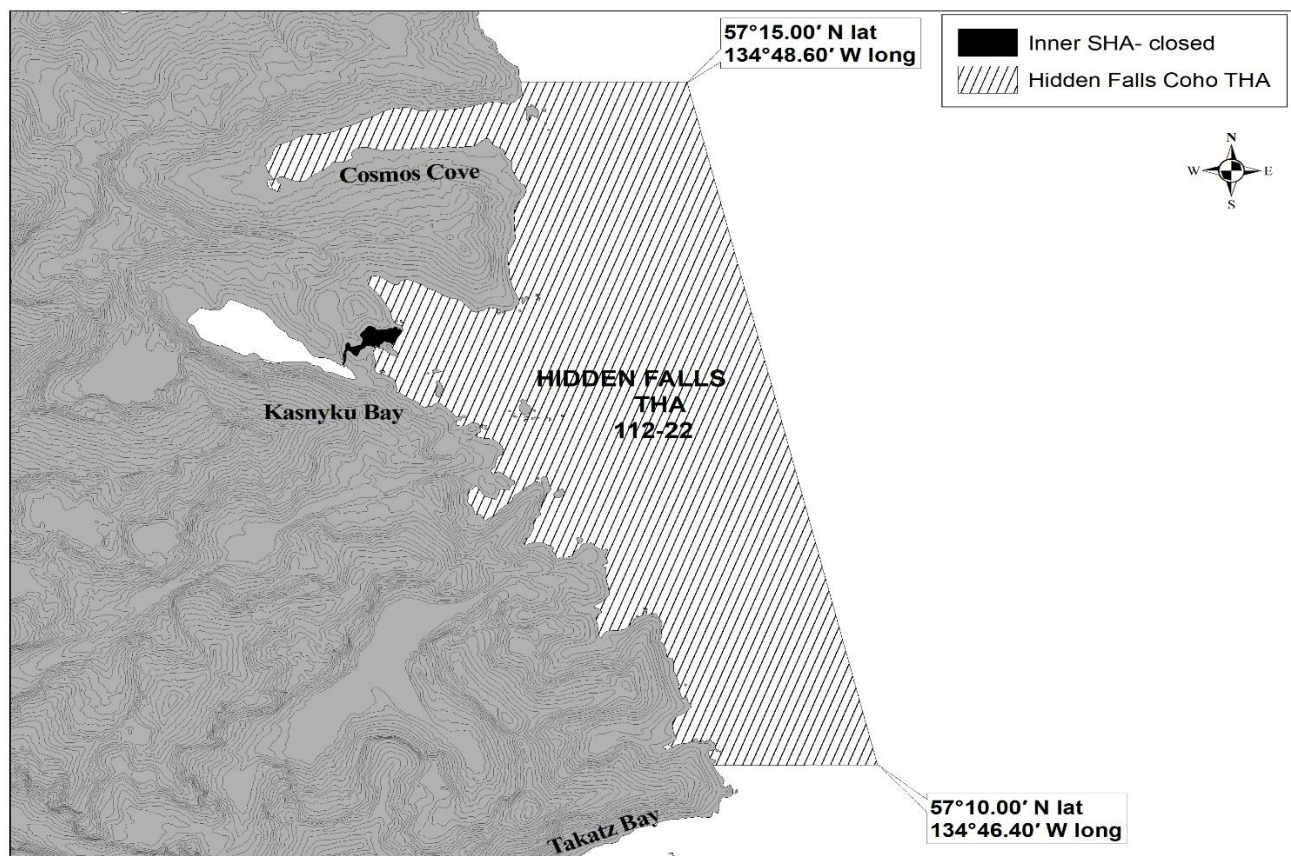 57°15.00′ N lat
134°48.60′ W long
Inner SHA- closed
Hidden Falls Coho THA
N
W E
S
Cosmos Cove
HIDDEN FALLS
THA
112-22
Kasnyku Bay
57°10.00′ N lat
134°46.40′ W long
Takatz Bay